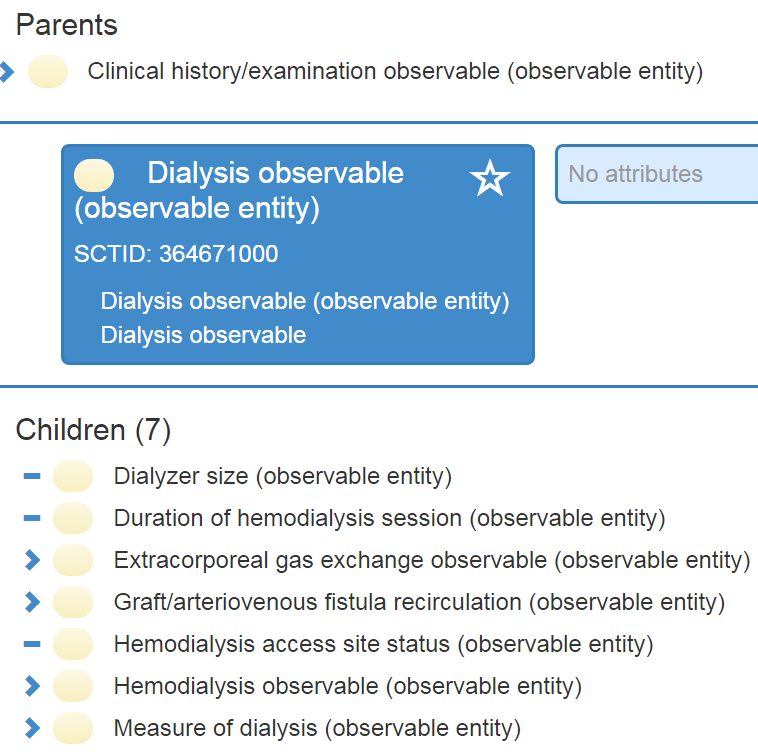 Parents
Clinical history/examination observable (observable entity)
Dialysis observable
(observable entity)
SCTID: 364671000
Dialysis observable (observable entity)
Dialysis observable
No attributes
Children (7)
Dialyzer size (observable entity)
Duration of hemodialysis session (observable entity)
Extracorporeal gas exchange observable (observable entity)
Graft/arteriovenous fistula recirculation (observable entity)
Hemodialysis access site status (observable entity)
Hemodialysis observable (observable entity)
Measure of dialysis (observable entity)